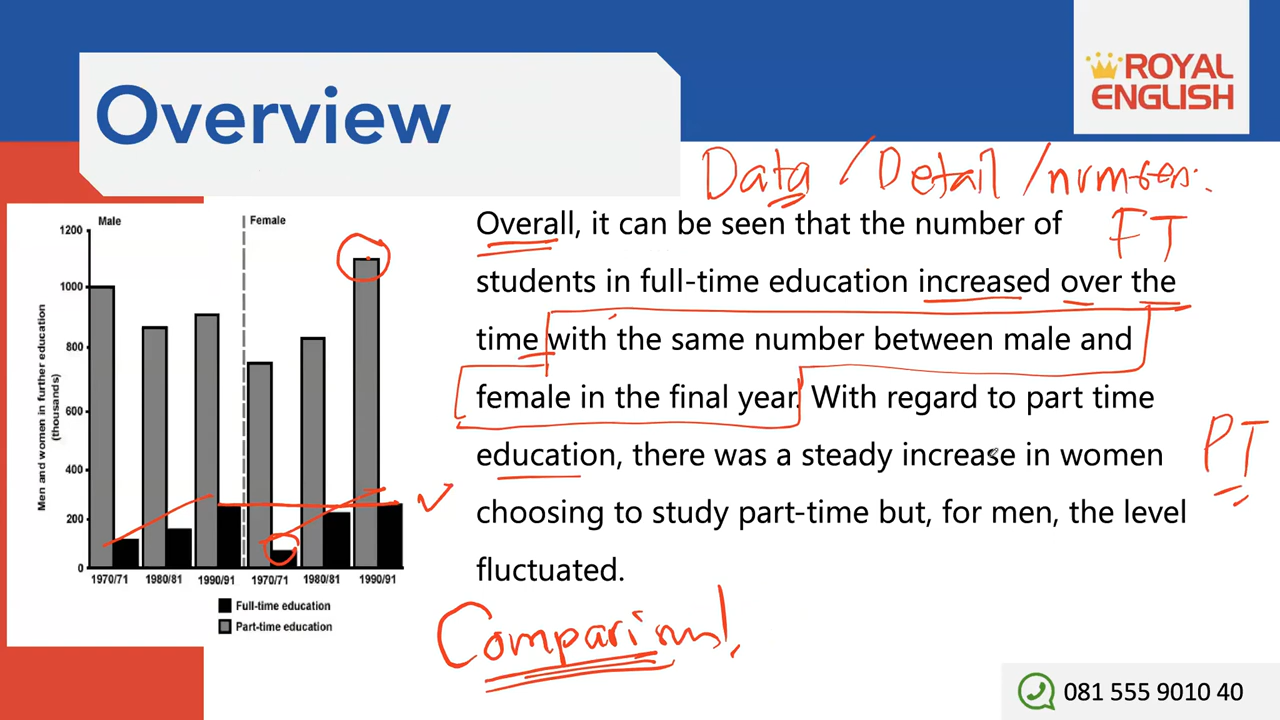 Overview
ROYAL
ENGLISH
Data / Detail / number.
Overall, it can be seen that the number of
FT
students in full-time education increased over the
time with the same number between male and
female in the final year. With regard to part time
PT
education, there was a steady increase in women
choosing to study part-time but, for men, the level
fluctuated.
Comparison!
Male
Female
Men and women in further education
(thousands)
1200
1000
800
600
400
200
0
1970/71 1980/81 1990/91 1970/71 1980/81 1990/91
Full-time education
Part-time education
081 555 9010 40